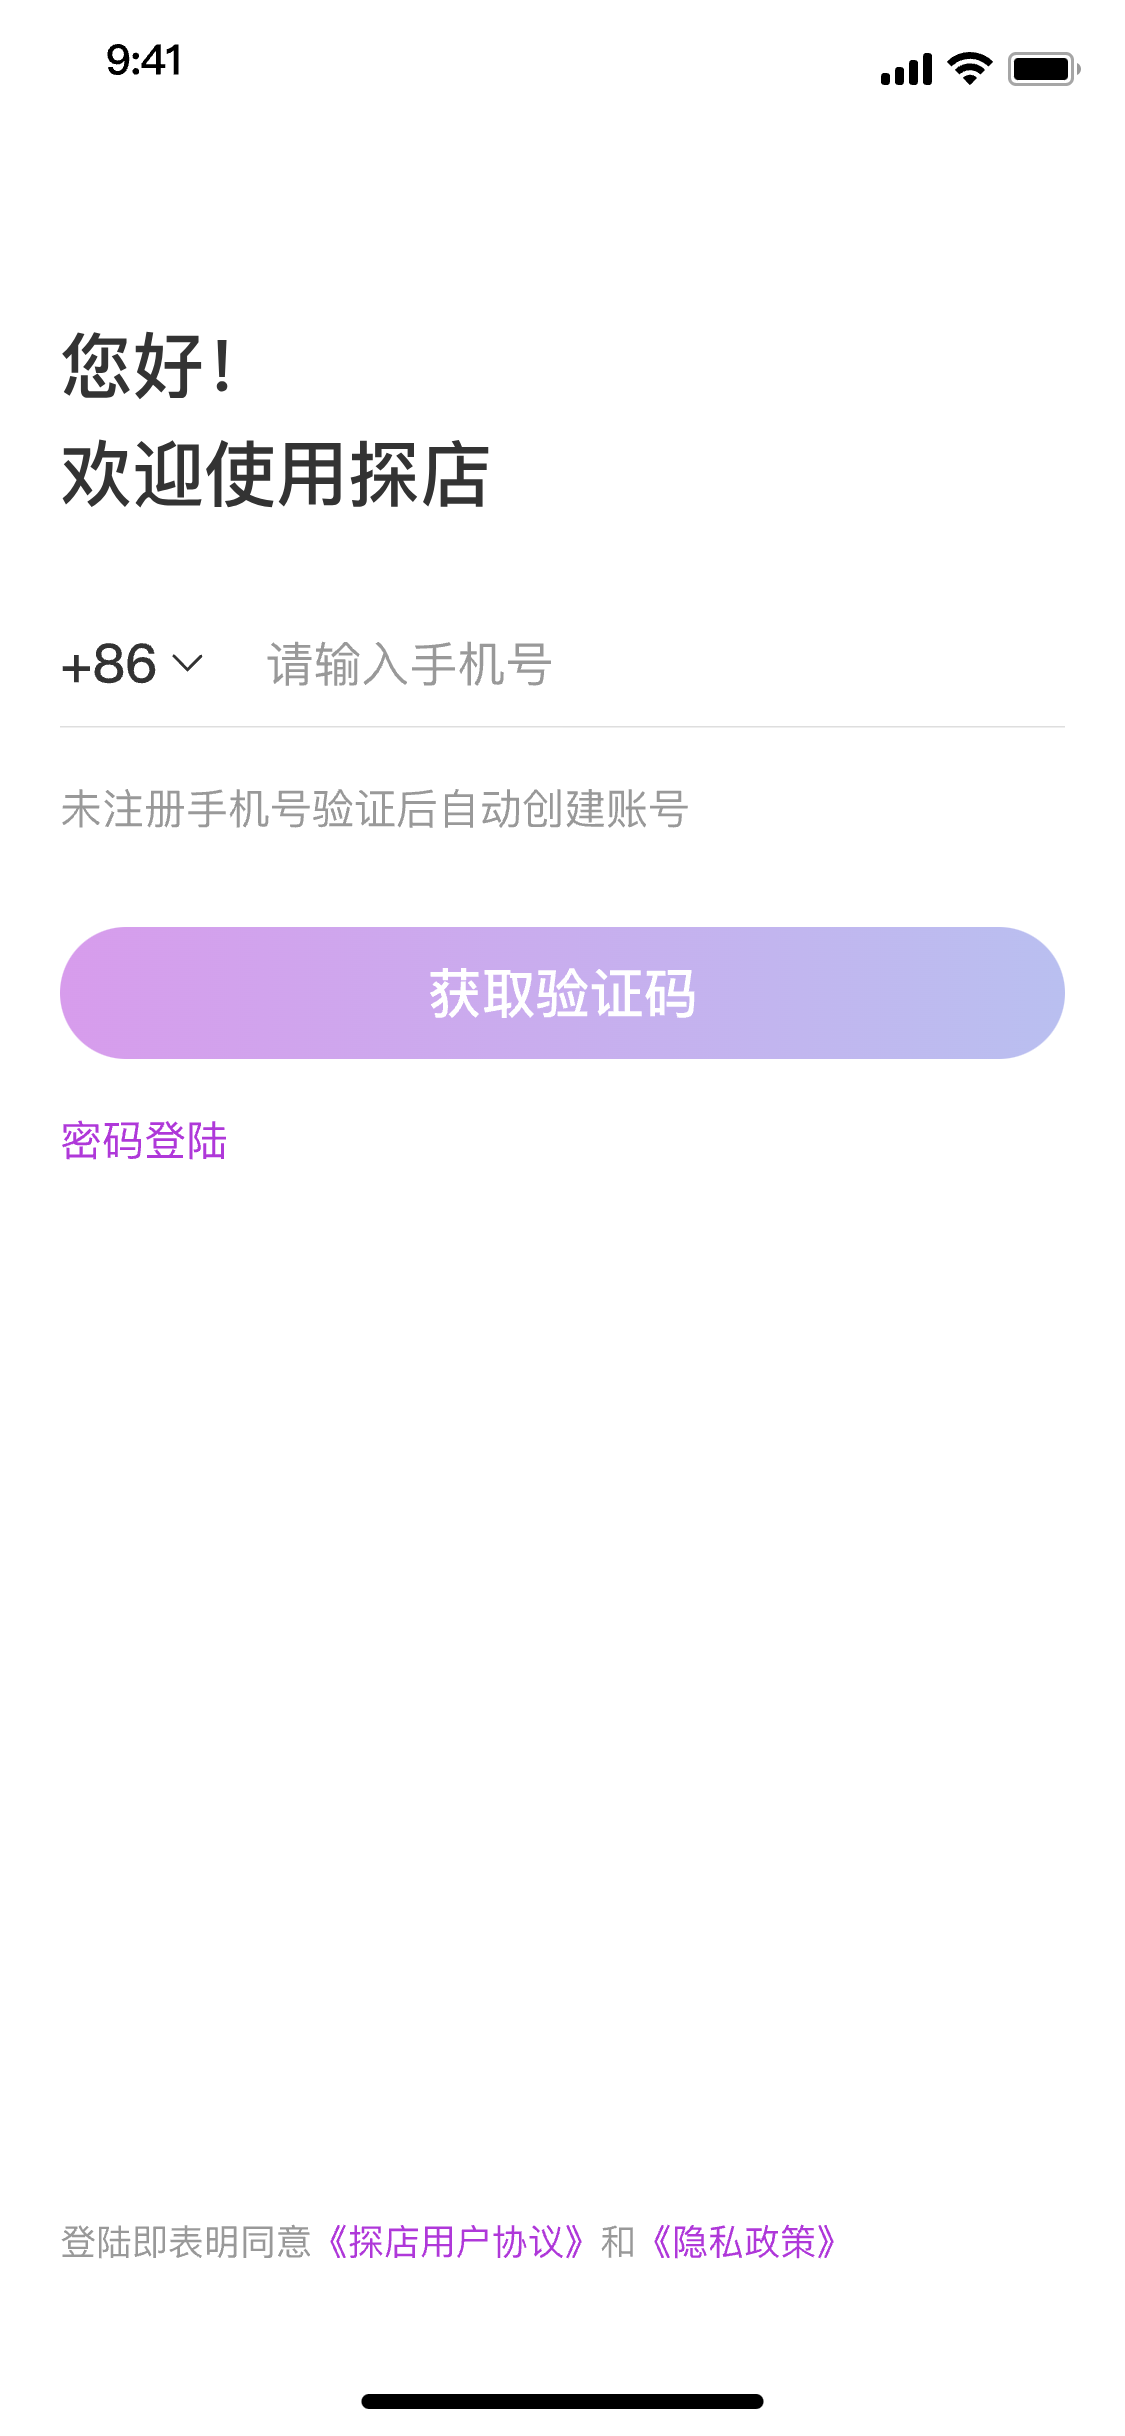 9:41
您好！
欢迎使用探店
+86 请输入手机号
未注册手机号验证后自动创建账号
获取验证码
密码登陆
登陆即表明同意《探店用户协议》和《隐私政策》